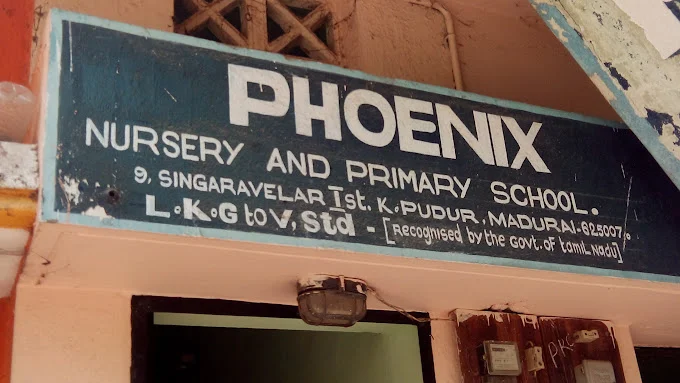 PHOENIX
NURSERY AND PRIMARY SCHOOL.
9, SINGARAVELAR Ist. K.PUDUR, MADURAI-625007.
L.K.G to V, Std - [recognised by the govt. of tamil nadu]
PKC